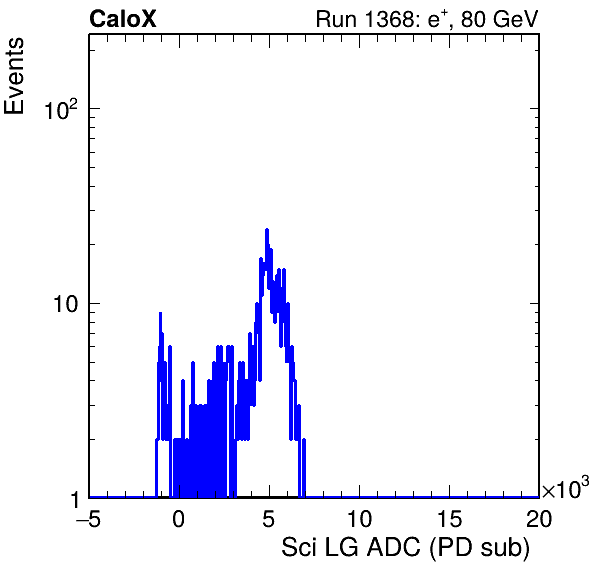 CaloX Run 1368: e⁺, 80 GeV
Events
10²
10
1
−5 0 5 10 15 20 ×10³
Sci LG ADC (PD sub)